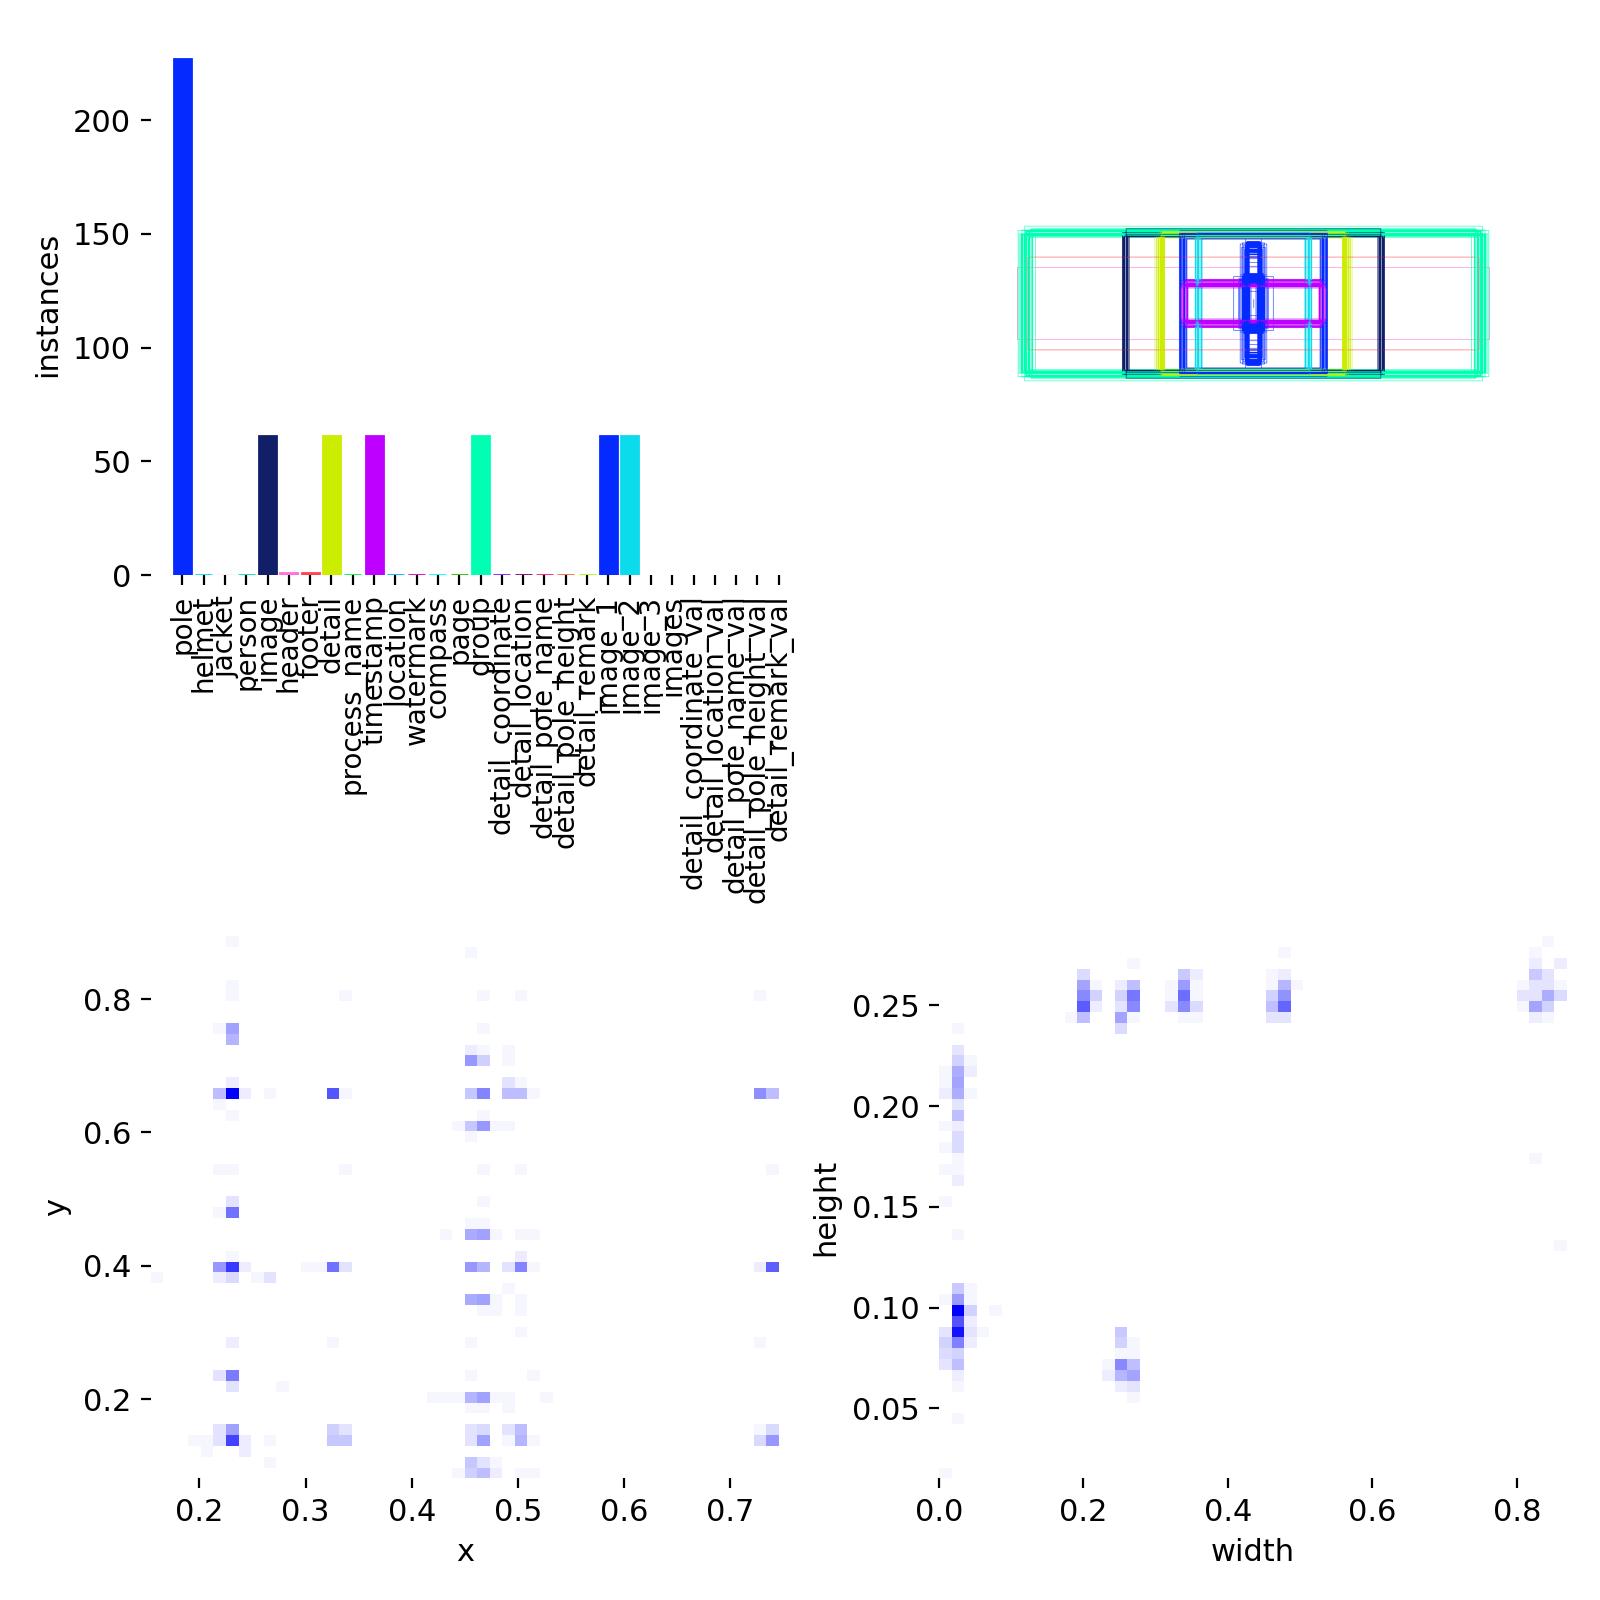 instances
200
150
100
50
0
pole
helmet
jacket
person
image
header
footer
detail
process_name
timestamp
location
watermark
compass
page
group
detail_coordinate
detail_location
detail_pole_name
detail_pole_height
detail_remark
image_1
image_2
image_3
images
detail_coordinate_val
detail_location_val
detail_pole_name_val
detail_pole_height_val
detail_remark_val
y
0.8
0.6
0.4
0.2
0.2 0.3 0.4 0.5 0.6 0.7
x
height
0.25
0.20
0.15
0.10
0.05
0.0 0.2 0.4 0.6 0.8
width